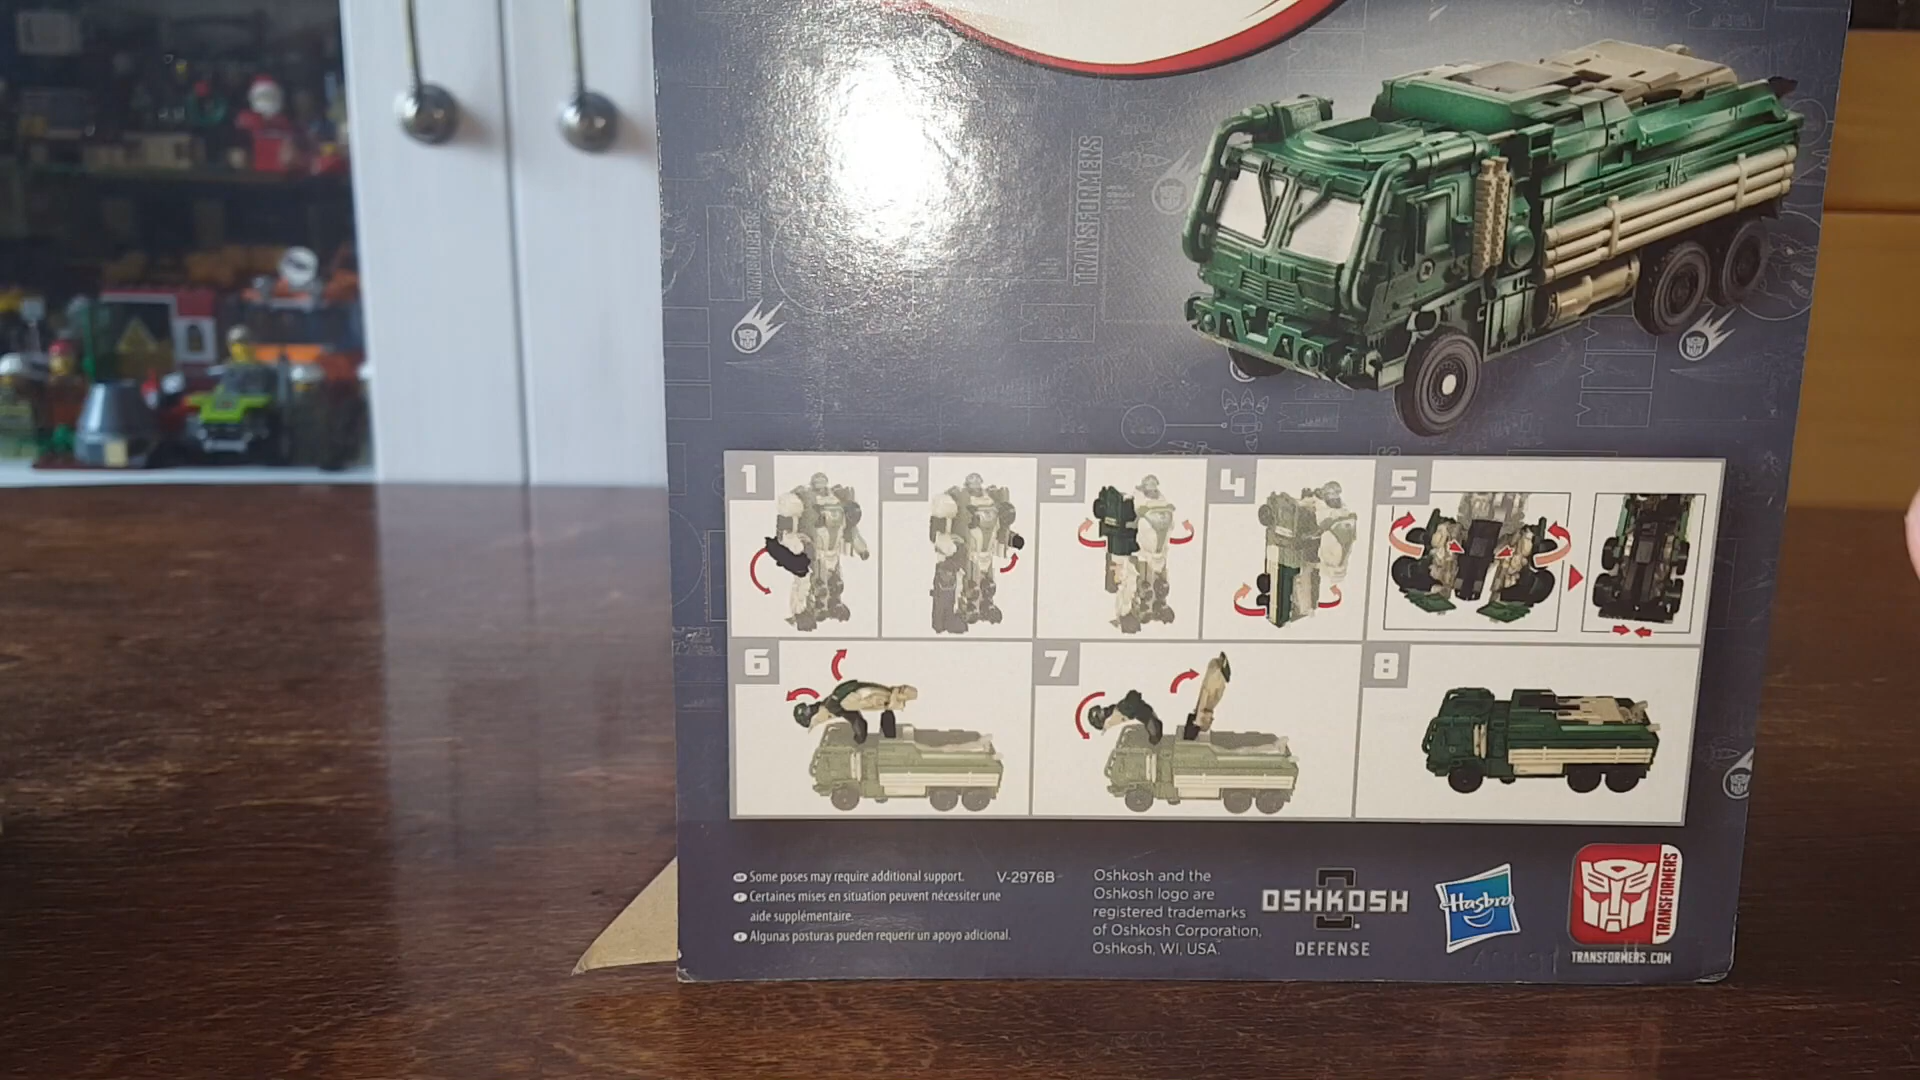 TRANSFORMERS
TRANSFORMERS
1
2
3
4
5
6
7
8
Some poses may require additional support.
V-2976B
Certaines mises en situation peuvent nécessiter une
aide supplémentaire.
Algunas posturas pueden requerir un apoyo adicional.
Oshkosh and the
Oshkosh logo are
registered trademarks
of Oshkosh Corporation,
Oshkosh, WI, USA.
OSHKOSH
DEFENSE
Hasbro
TRANSFORMERS
TRANSFORMERS.COM